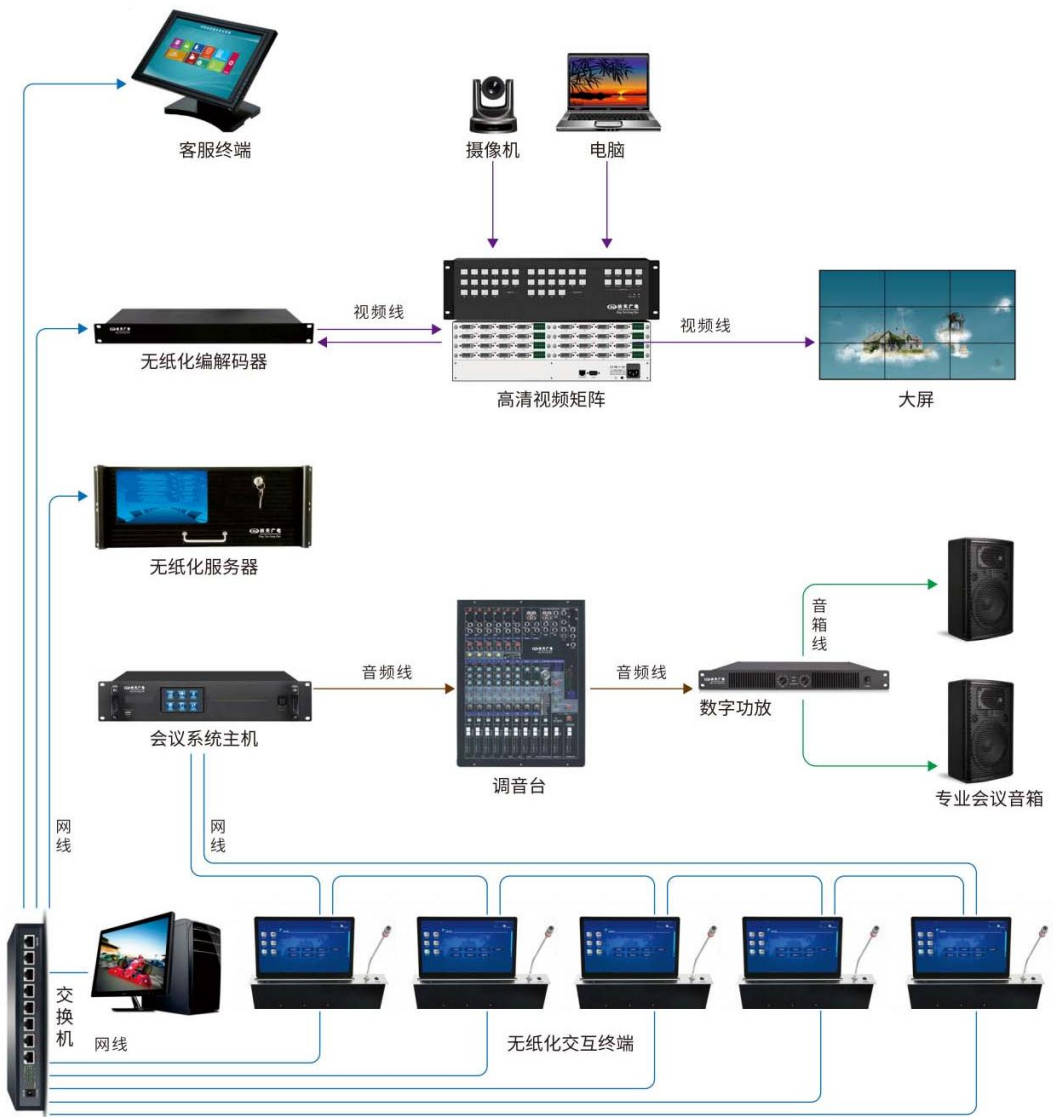 客服终端
摄像机
电脑
视频线
视频线
无纸化编解码器
高清视频矩阵
大屏
无纸化服务器
音箱线
音频线
音频线
数字功放
会议系统主机
调音台
专业会议音箱
网线
网线
交换机
网线
无纸化交互终端